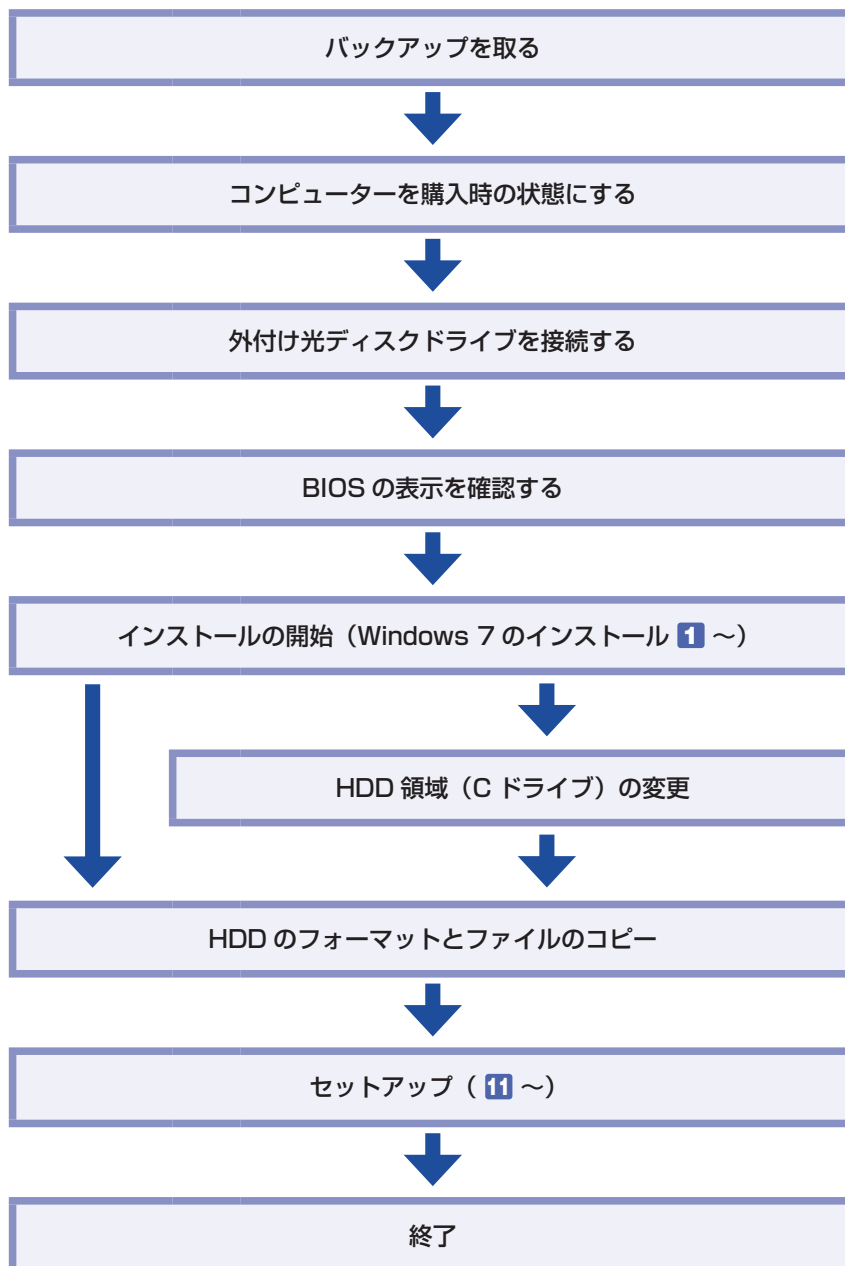 バックアップを取る
コンピューターを購入時の状態にする
外付け光ディスクドライブを接続する
BIOS の表示を確認する
インストールの開始（Windows 7 のインストール 1 ～）
HDD 領域（C ドライブ）の変更
HDD のフォーマットとファイルのコピー
セットアップ（ 11 ～）
終了